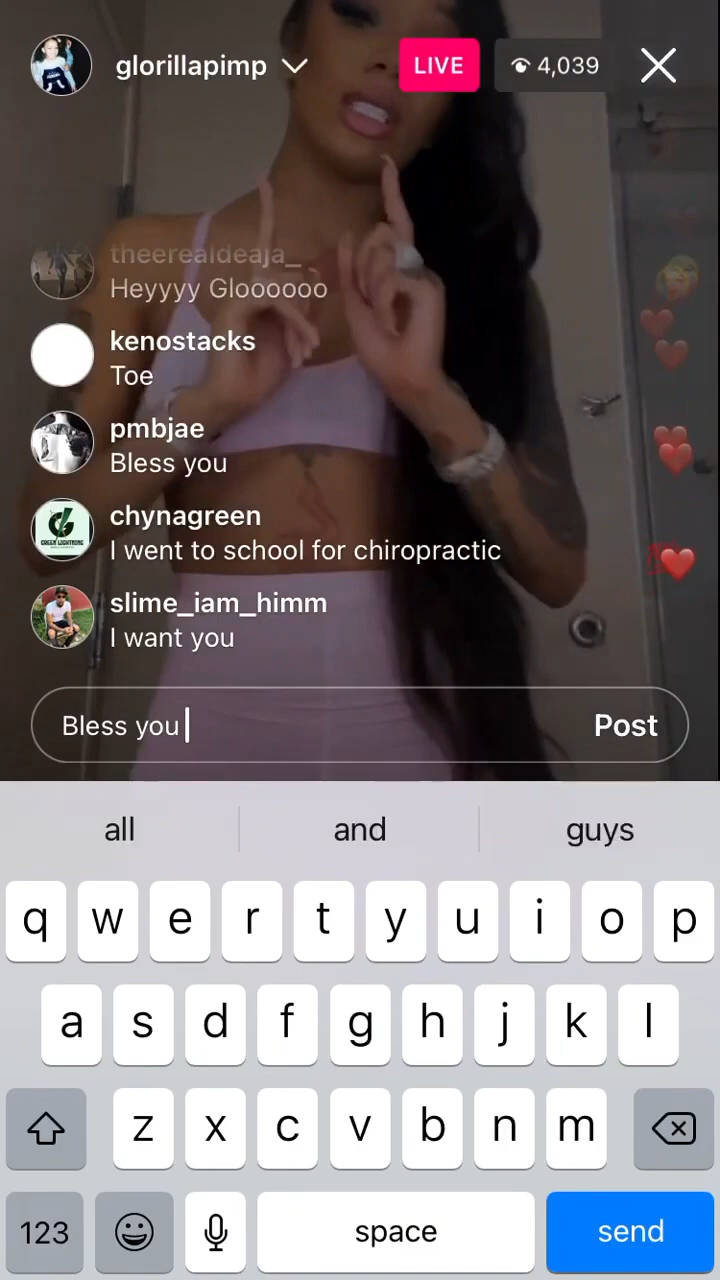 glorillapimp
LIVE
4,039
theerealdeaja_
Heyyyy Gloooooo
kenostacks
Toe
pmbjae
Bless you
chynagreen
I went to school for chiropractic
slime_iam_himm
I want you
Bless you
Post
all and guys
q w e r t y u i o p
a s d f g h j k l
z x c v b n m
123 space send